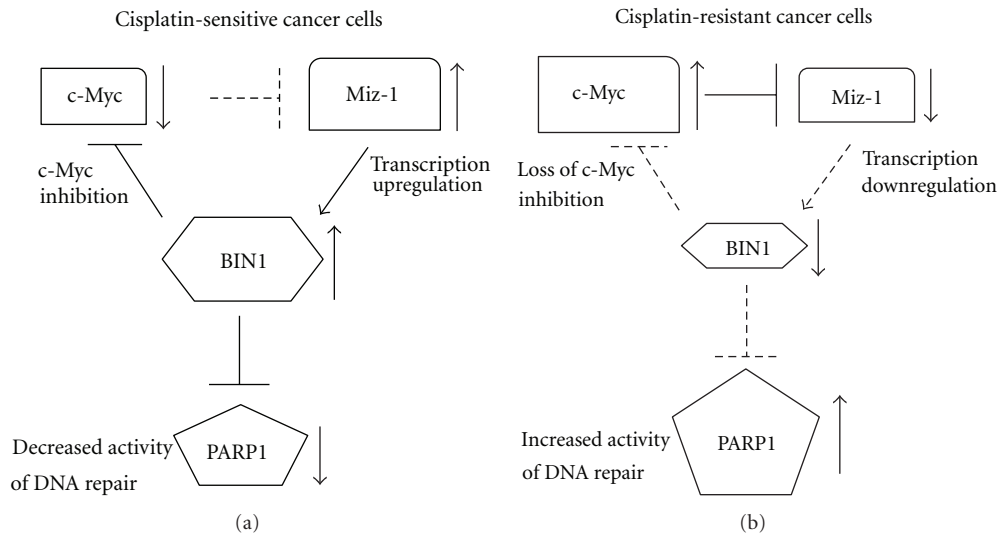 Cisplatin-sensitive cancer cells
c-Myc
Miz-1
c-Myc
inhibition
Transcription
upregulation
BIN1
Decreased activity
of DNA repair
PARP1
(a)
Cisplatin-resistant cancer cells
c-Myc
Miz-1
Loss of c-Myc
inhibition
Transcription
downregulation
BIN1
Increased activity
of DNA repair
PARP1
(b)